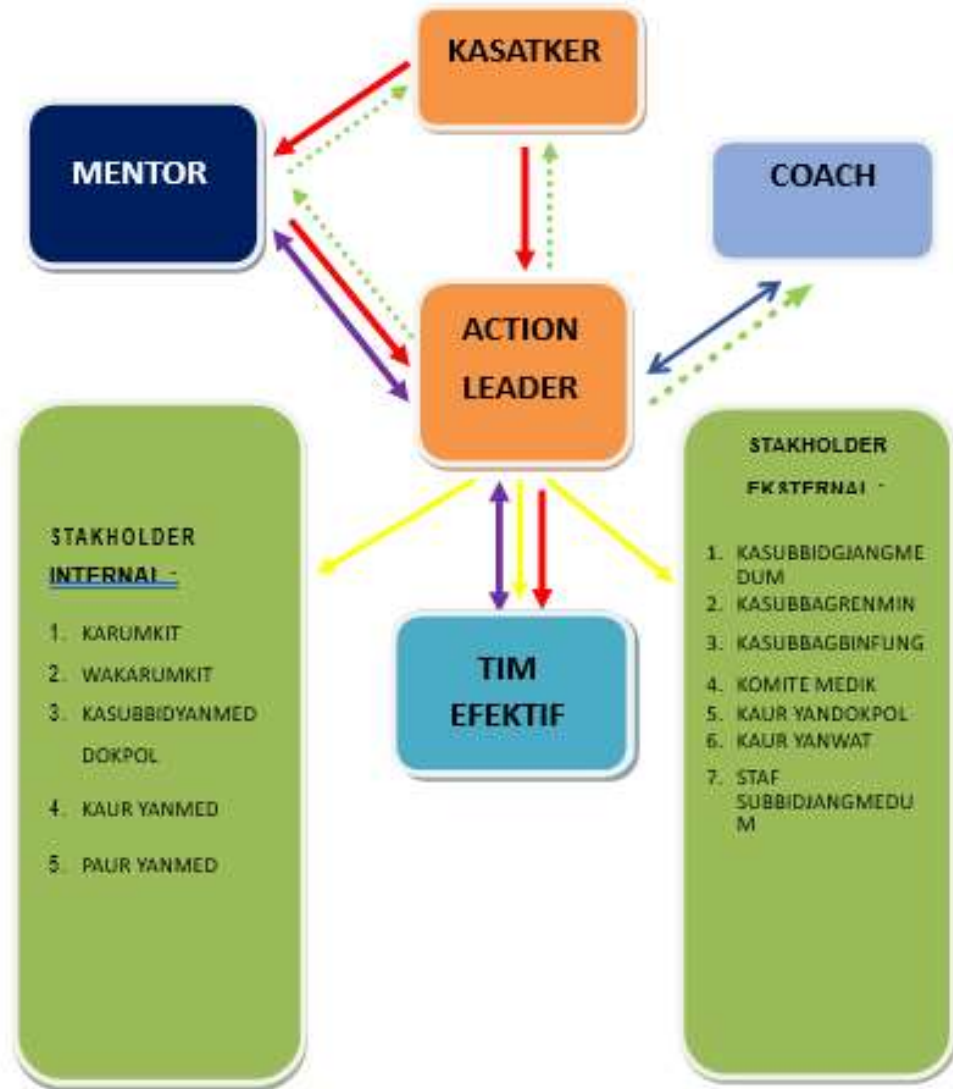 KASATKER
MENTOR
COACH
ACTION
LEADER
STAKHOLDER
INTERNAL :
1. KARUMKIT
2. WAKARUMKIT
3. KASUBBIDYANMED
DOKPOL
4. KAUR YANMED
5. PAUR YANMED
TIM
EFEKTIF
STAKHOLDER
EKSTERNAL :
1. KASUBBIDGJANGME
DUM
2. KASUBBAGRENMIN
3. KASUBBAGBINFUNG
4. KOMITE MEDIK
5. KAUR YANDOKPOL
6. KAUR YANWAT
7. STAF
SUBBIDJANGMEDU
M